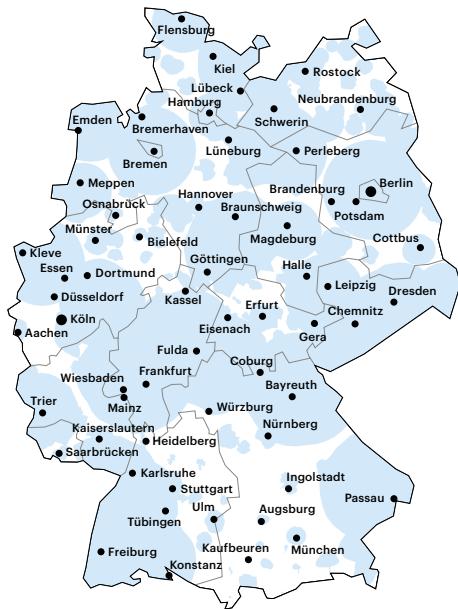 Flensburg
Kiel
Rostock
Lübeck
Hamburg
Neubrandenburg
Schwerin
Emden
Bremerhaven
Lüneburg
Perleberg
Bremen
Meppen
Hannover
Brandenburg
Berlin
Osnabrück
Braunschweig
Potsdam
Münster
Bielefeld
Magdeburg
Cottbus
Kleve
Göttingen
Essen
Dortmund
Halle
Leipzig
Dresden
Düsseldorf
Kassel
Erfurt
Chemnitz
Köln
Eisenach
Gera
Aachen
Fulda
Coburg
Wiesbaden
Frankfurt
Bayreuth
Trier
Mainz
Würzburg
Kaiserslautern
Nürnberg
Heidelberg
Saarbrücken
Karlsruhe
Ingolstadt
Stuttgart
Passau
Ulm
Augsburg
Tübingen
Freiburg
Kaufbeuren
München
Konstanz